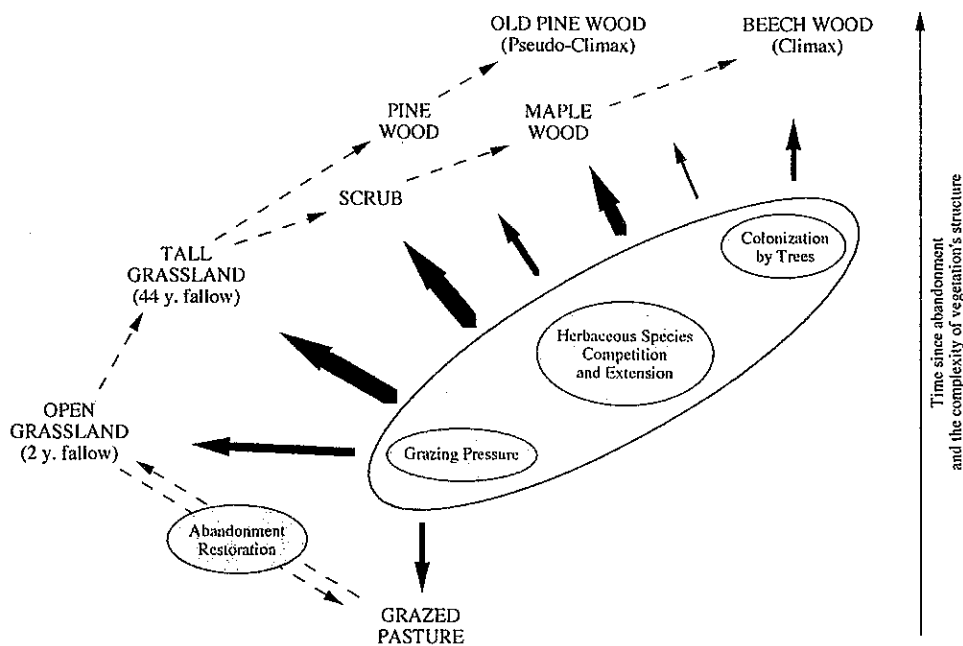 OLD PINE WOOD
(Pseudo-Climax)
BEECH WOOD
(Climax)
PINE
WOOD
MAPLE
WOOD
SCRUB
TALL
GRASSLAND
(44 y. fallow)
Colonization
by Trees
Herbaceous Species
Competition
and Extension
OPEN
GRASSLAND
(2 y. fallow)
Grazing Pressure
Abandonment
Restoration
GRAZED
PASTURE
Time since abandonment
and the complexity of vegetation's structure